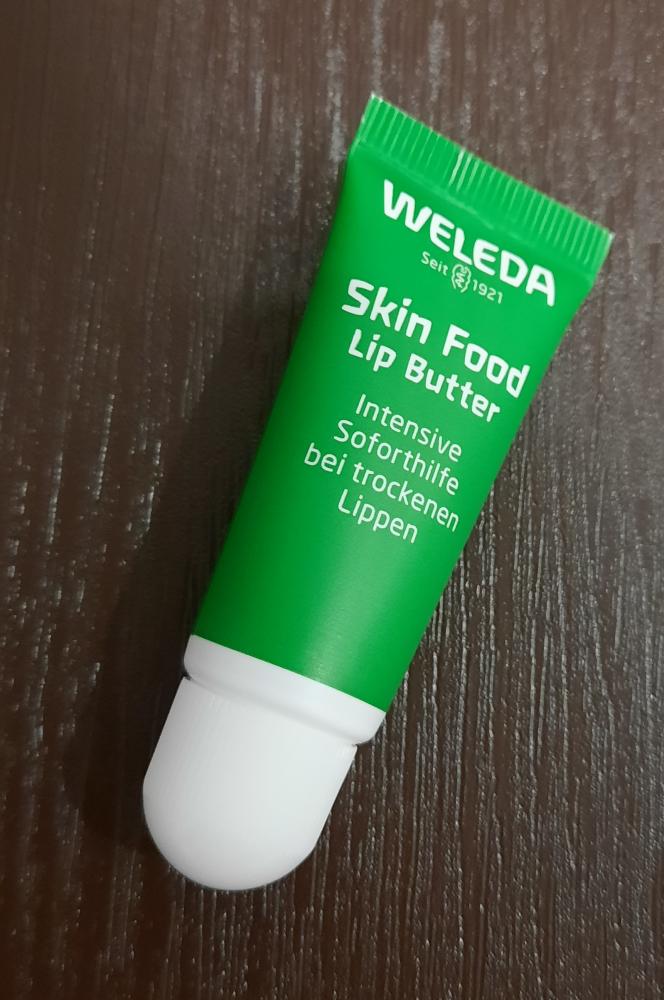 WELEDA
Seit 1921
Skin Food
Lip Butter
Intensive
Soforthilfe
bei trockenen
Lippen